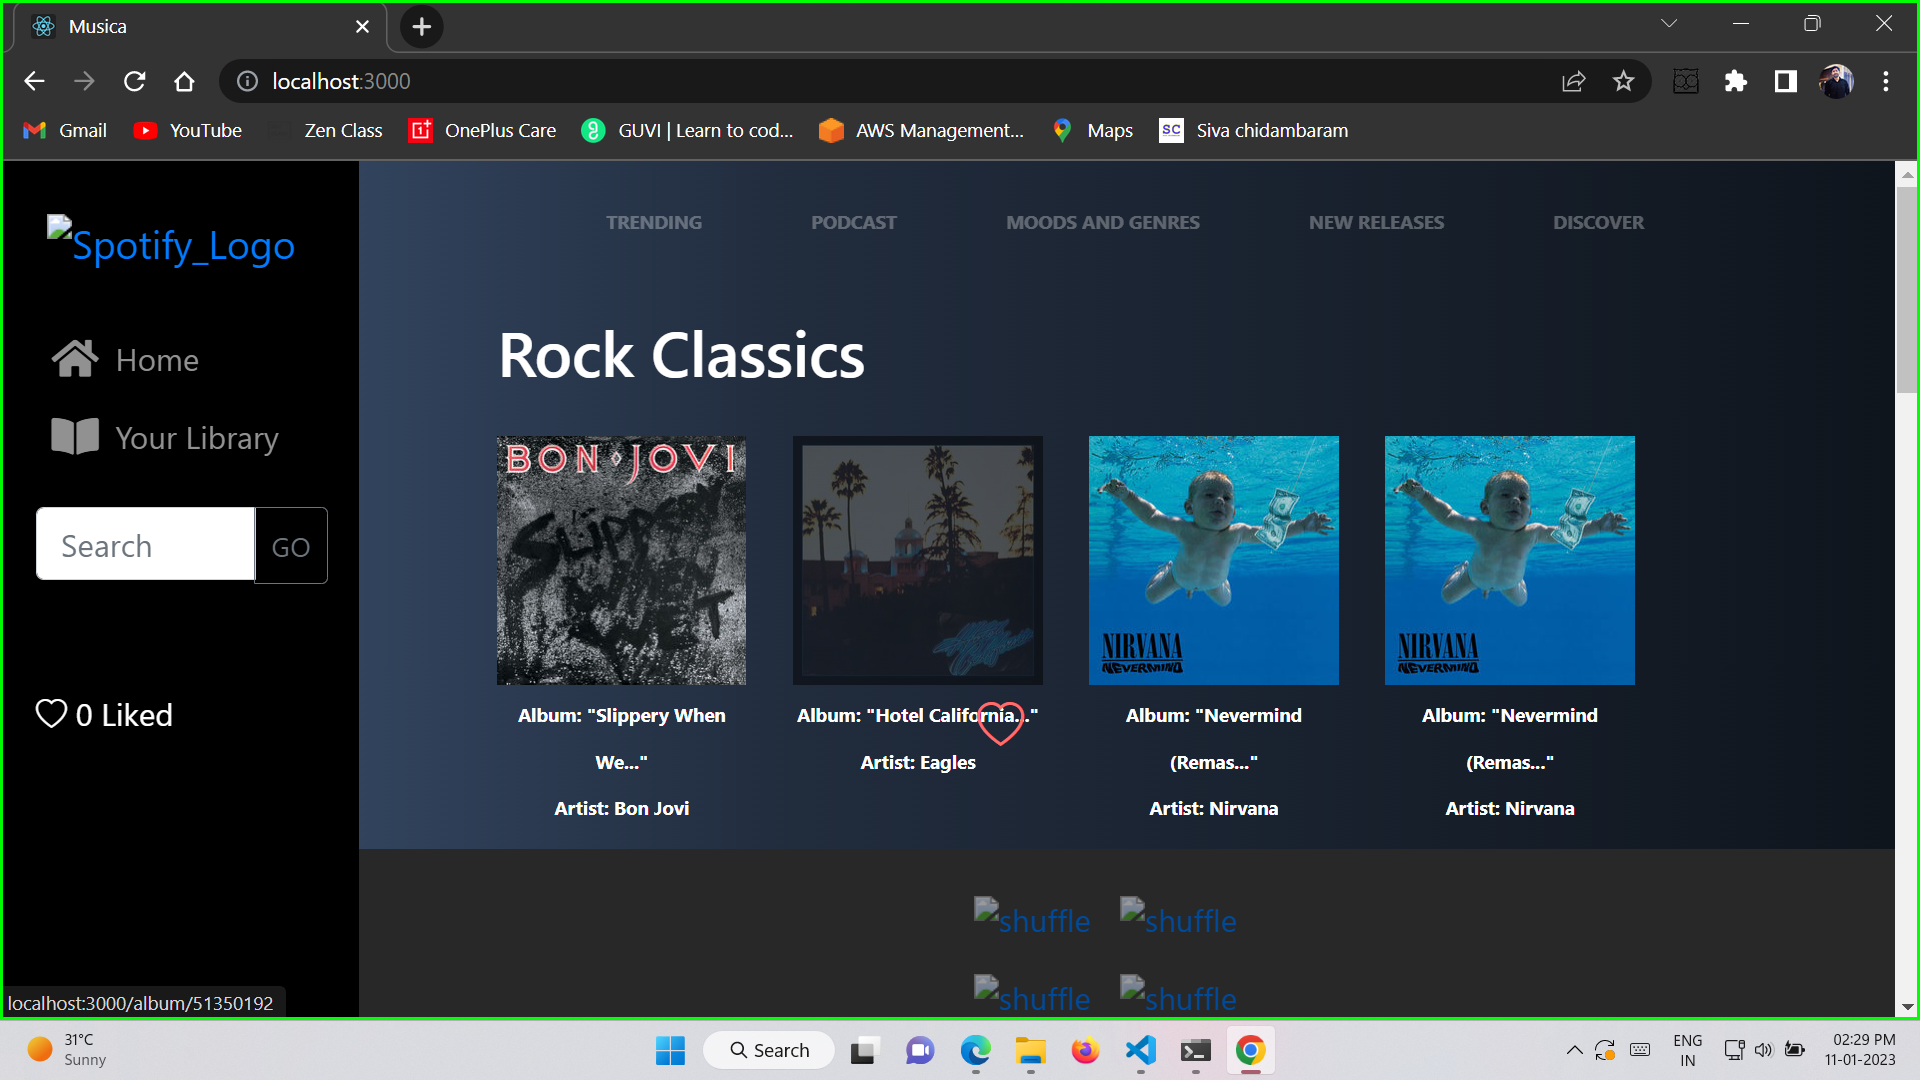 Musica
localhost:3000
Gmail YouTube Zen Class OnePlus Care GUVI | Learn to cod... AWS Management... Maps SC Siva chidambaram
Spotify_Logo
TRENDING PODCAST MOODS AND GENRES NEW RELEASES DISCOVER
Home
Your Library
Search GO
0 Liked
Rock Classics
BON JOVI
SLIPPERY WHEN WET
NIRVANA
NEVERMIND
NIRVANA
NEVERMIND
Album: "Slippery When
We..."
Artist: Bon Jovi
Album: "Hotel California..."
Artist: Eagles
Album: "Nevermind
(Remas..."
Artist: Nirvana
Album: "Nevermind
(Remas..."
Artist: Nirvana
shuffle shuffle
shuffle shuffle
localhost:3000/album/51350192
31°C
Sunny
Search
ENG
IN
02:29 PM
11-01-2023